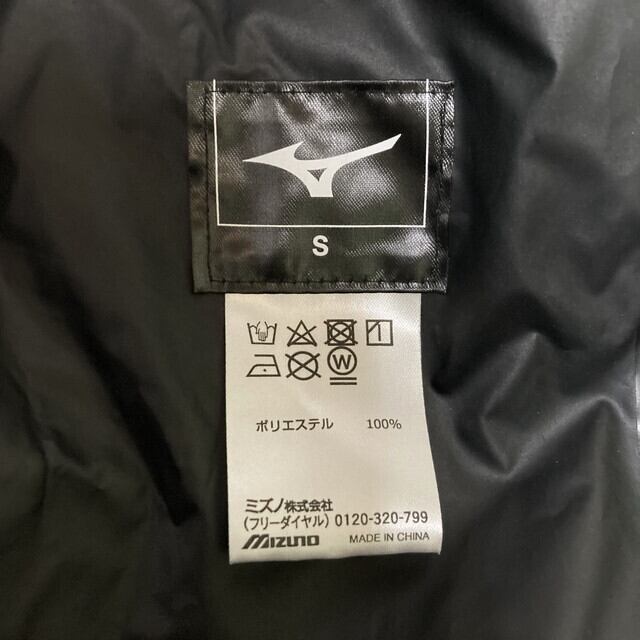 S
W
ポリエステル 100%
ミズノ株式会社
(フリーダイヤル) 0120-320-799
MIZUNO MADE IN CHINA